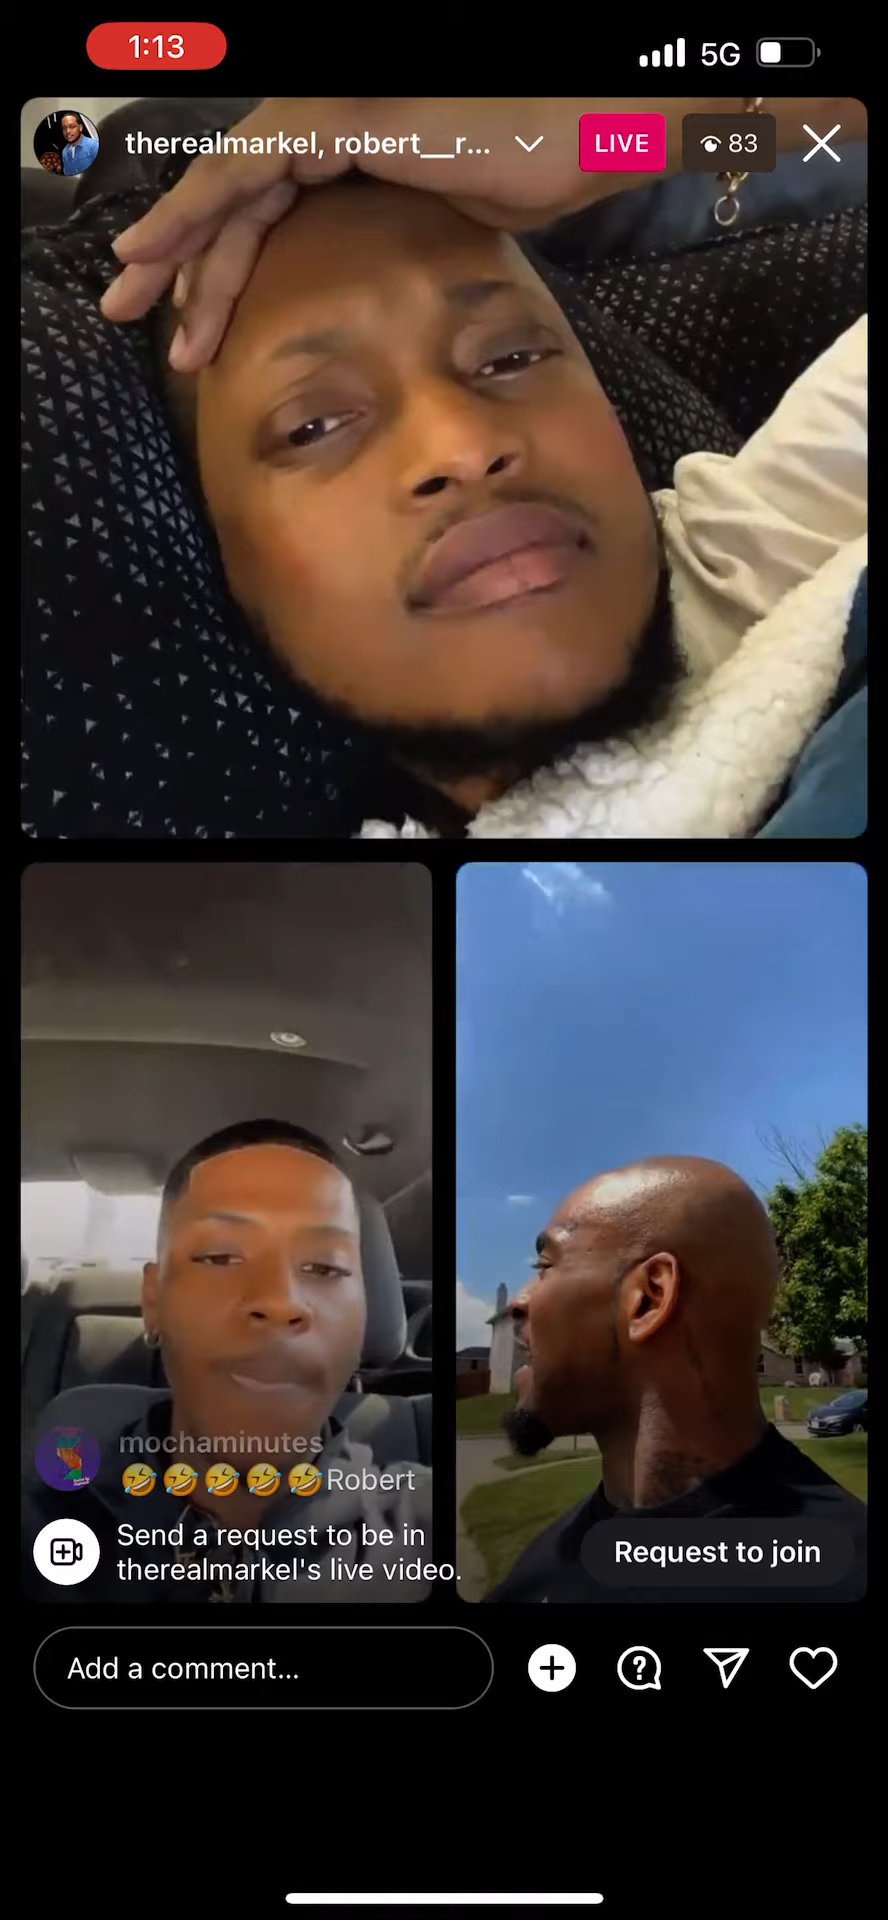 1:13
5G
therealmarkel, robert__r...
LIVE
83
mochaminutes
🤣🤣🤣🤣🤣Robert
Send a request to be in
therealmarkel's live video.
Request to join
Add a comment...